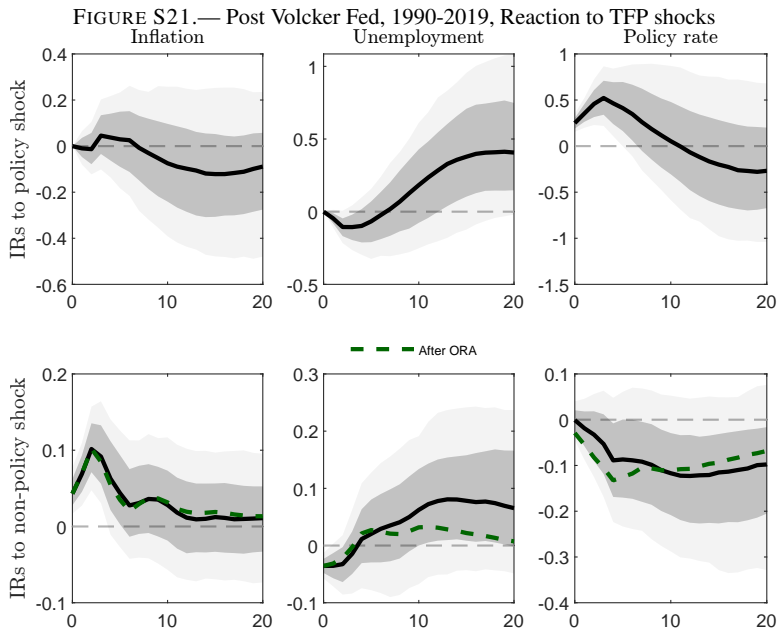 FIGURE S21.— Post Volcker Fed, 1990-2019, Reaction to TFP shocks
Inflation Unemployment Policy rate
IRs to policy shock
0.4
0.2
0
-0.2
-0.4
-0.6
0 10 20
1
0.5
0
-0.5
0 10 20
1
0.5
0
-0.5
-1
-1.5
0 10 20
After ORA
IRs to non-policy shock
0.2
0.1
0
-0.1
0 10 20
0.3
0.2
0.1
0
0.1
0 10 20
0.1
0
-0.1
-0.2
-0.3
-0.4
0 10 20